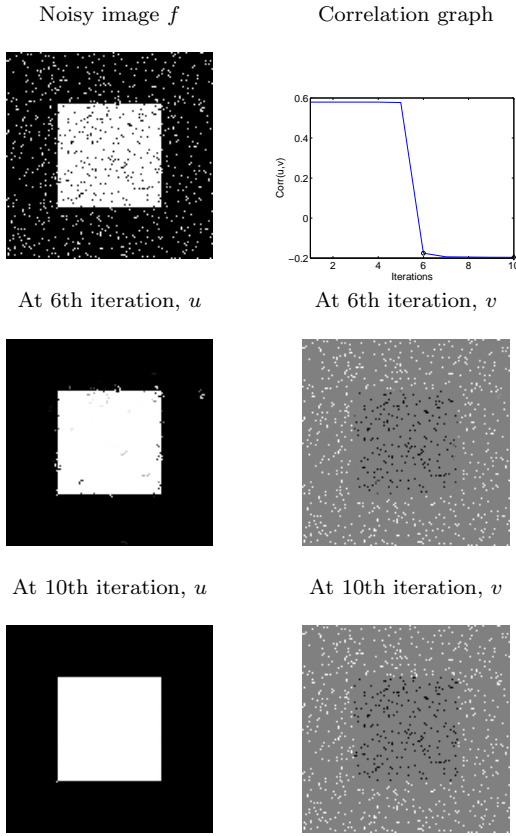 Noisy image f
Correlation graph
0.6
0.4
0.2
0
−0.2
Corr(u,v)
2
4
6
8
10
Iterations
At 6th iteration, u
At 6th iteration, v
At 10th iteration, u
At 10th iteration, v